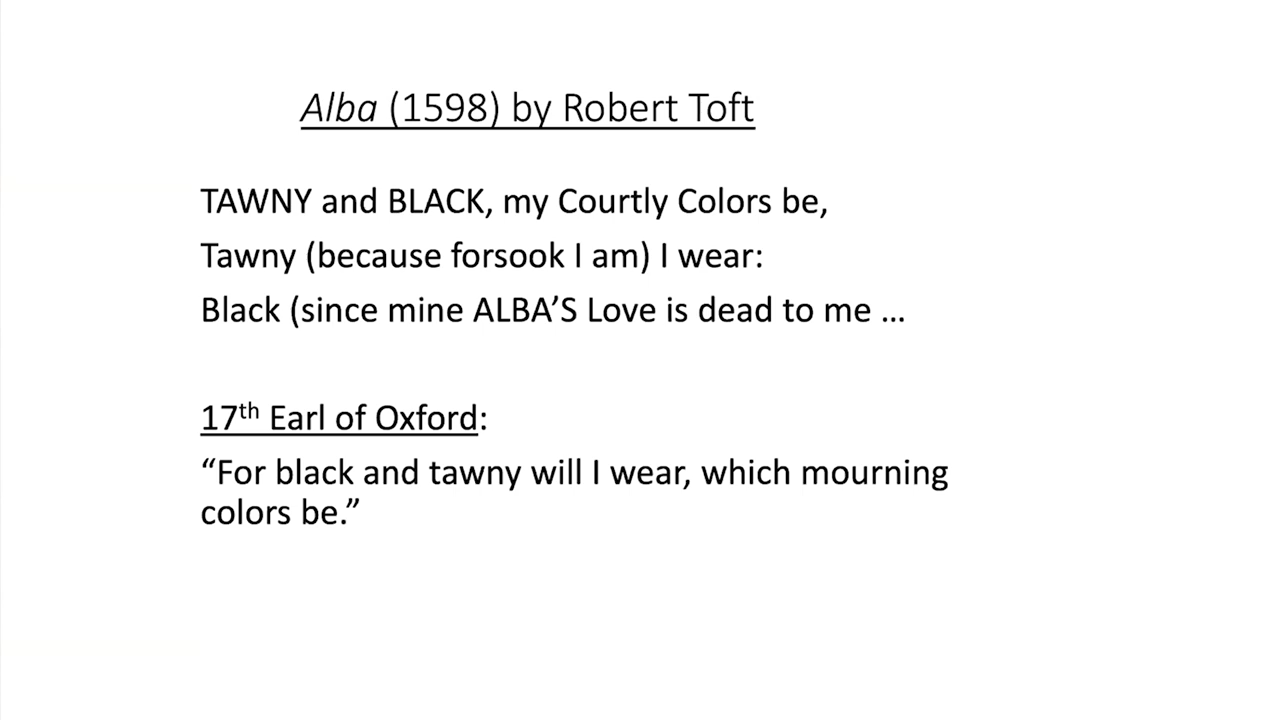 Alba (1598) by Robert Toft
TAWNY and BLACK, my Courtly Colors be,
Tawny (because forsook I am) I wear:
Black (since mine ALBA’S Love is dead to me ...
17th Earl of Oxford:
“For black and tawny will I wear, which mourning
colors be.”